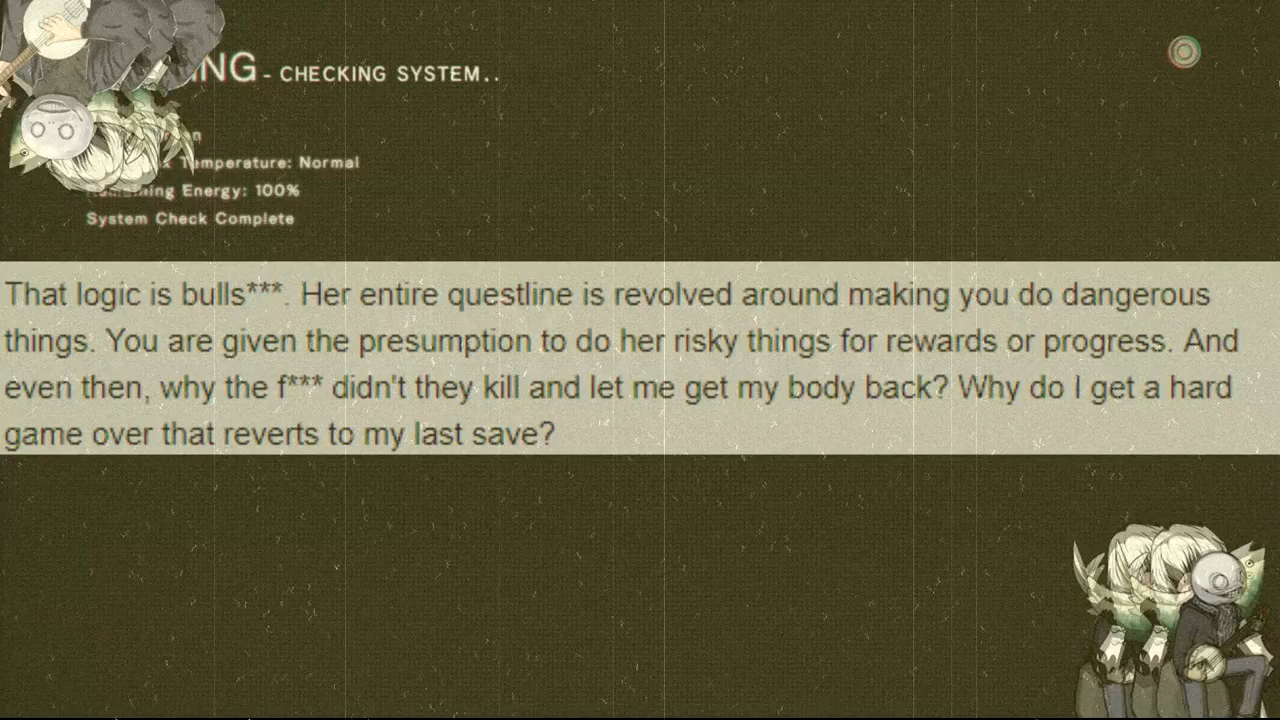 NG - CHECKING SYSTEM..
n
Temperature: Normal
Remaining Energy: 100%
System Check Complete
That logic is bulls***. Her entire questline is revolved around making you do dangerous
things. You are given the presumption to do her risky things for rewards or progress. And
even then, why the f*** didn't they kill and let me get my body back? Why do I get a hard
game over that reverts to my last save?